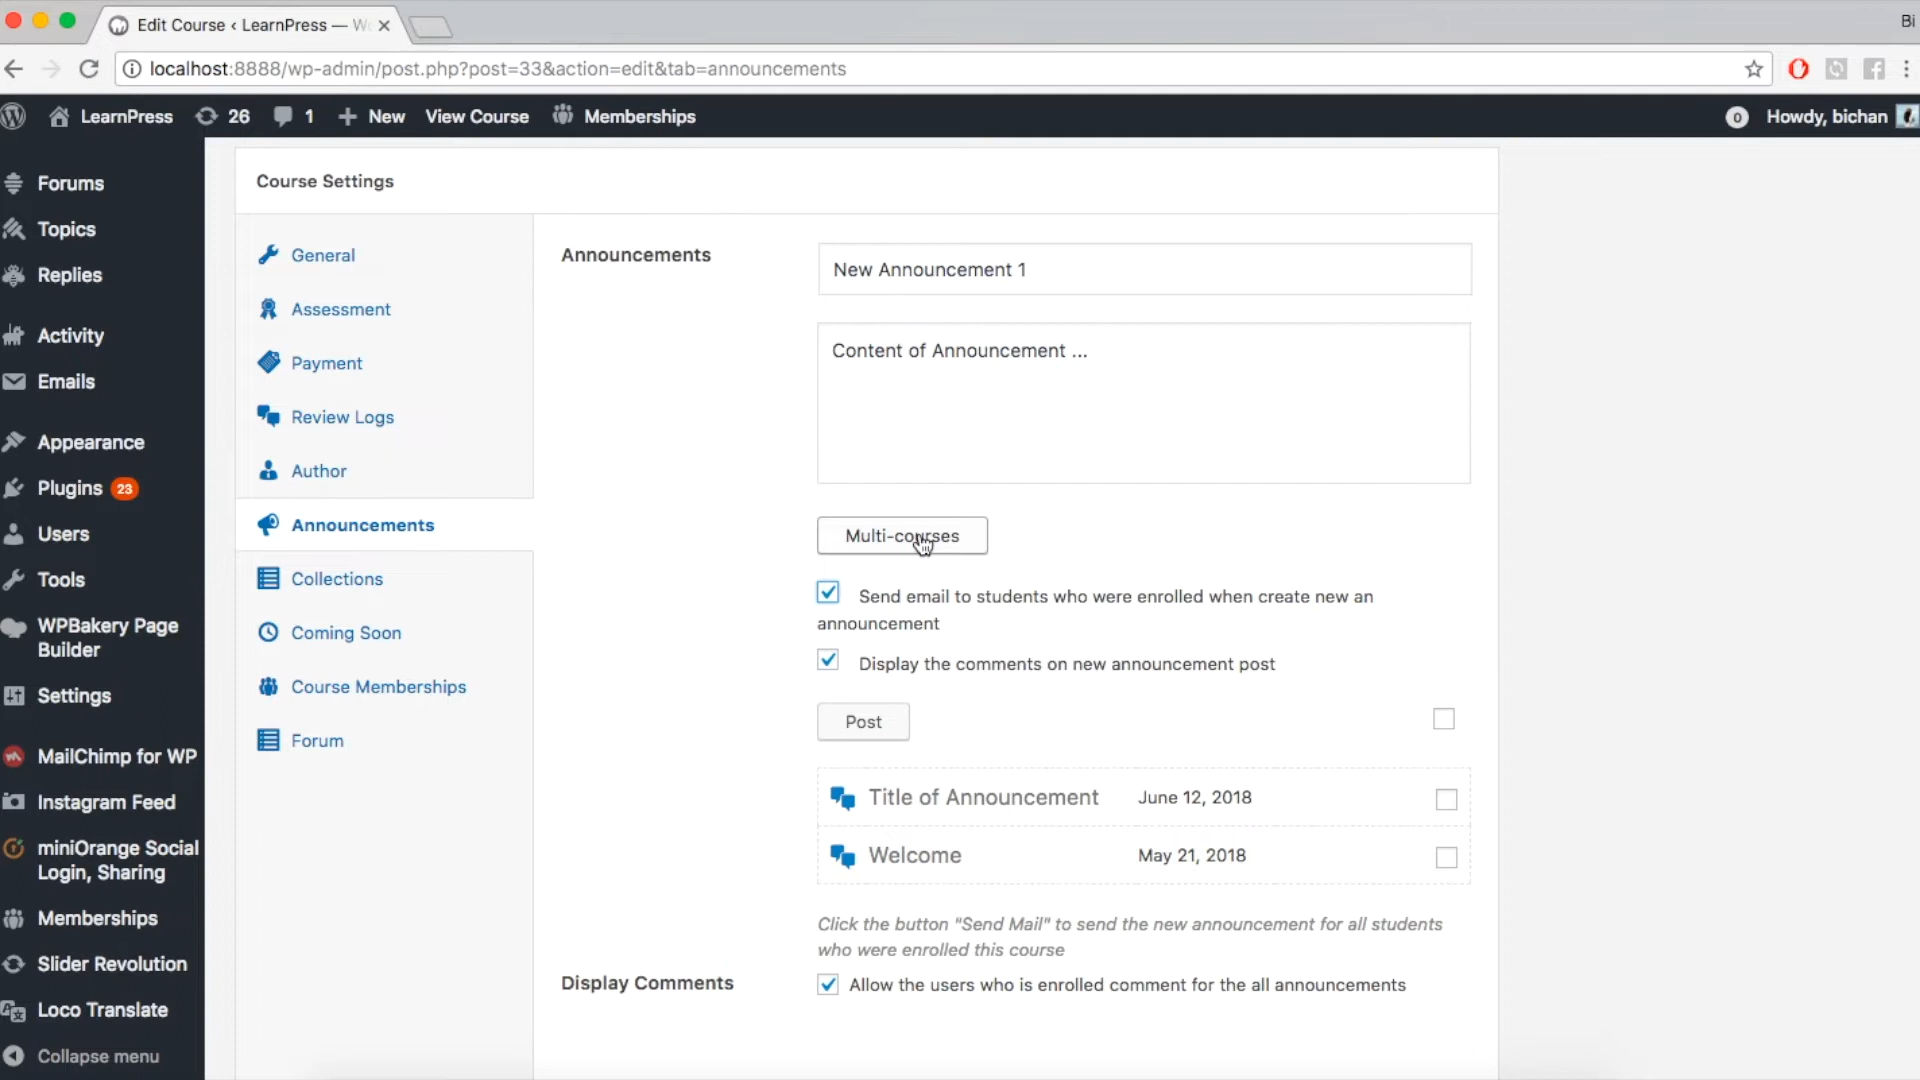 Edit Course ‹ LearnPress — W
Bi
localhost:8888/wp-admin/post.php?post=33&action=edit&tab=announcements
LearnPress 26 1 New View Course Memberships 0 Howdy, bichan
Forums
Topics
Replies
Activity
Emails
Appearance
Plugins 23
Users
Tools
WPBakery Page
Builder
Settings
MailChimp for WP
Instagram Feed
miniOrange Social
Login, Sharing
Memberships
Slider Revolution
Loco Translate
Collapse menu
Course Settings
General
Assessment
Payment
Review Logs
Author
Announcements
Collections
Coming Soon
Course Memberships
Forum
Announcements
New Announcement 1
Content of Announcement ...
Multi-courses
Send email to students who were enrolled when create new an
announcement
Display the comments on new announcement post
Post
Title of Announcement June 12, 2018
Welcome May 21, 2018
Click the button "Send Mail" to send the new announcement for all students
who were enrolled this course
Display Comments
Allow the users who is enrolled comment for the all announcements